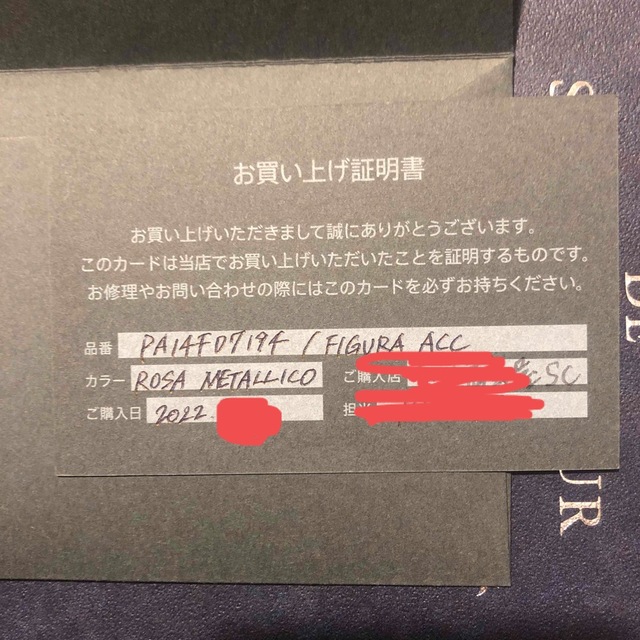 お買い上げ証明書
お買い上げいただきまして誠にありがとうございます。
このカードは当店でお買い上げいただいたことを証明するものです。
お修理やお問い合わせの際にはこのカードを必ずお持ちください。
品番 PA14F07194 / FIGURA ACC
カラー ROSA METALLICO ご購入店 SC
ご購入日 2022. 担当
DE
UR